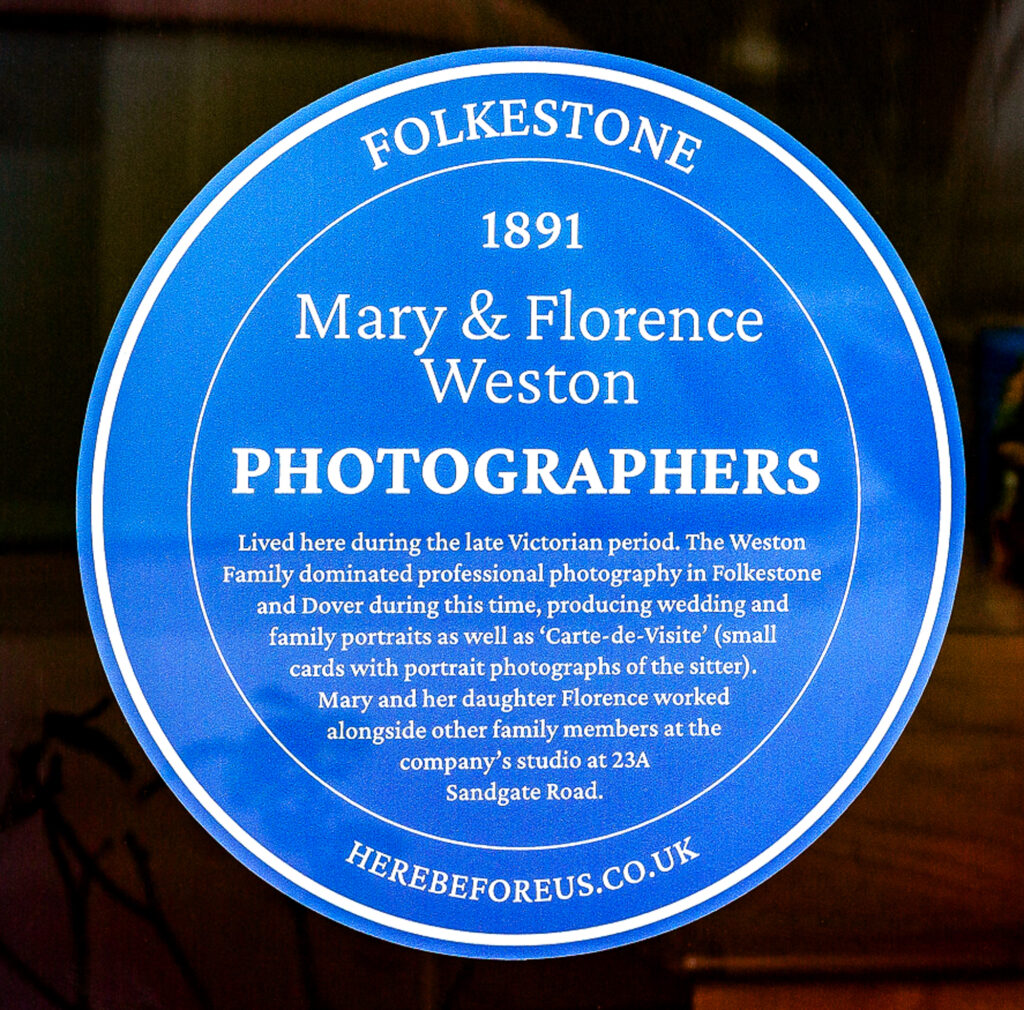 FOLKESTONE
1891
Mary & Florence
Weston
PHOTOGRAPHERS
Lived here during the late Victorian period. The Weston
Family dominated professional photography in Folkestone
and Dover during this time, producing wedding and
family portraits as well as ‘Carte-de-Visite’ (small
cards with portrait photographs of the sitter).
Mary and her daughter Florence worked
alongside other family members at the
company’s studio at 23A
Sandgate Road.
HEREBEFOREUS.CO.UK